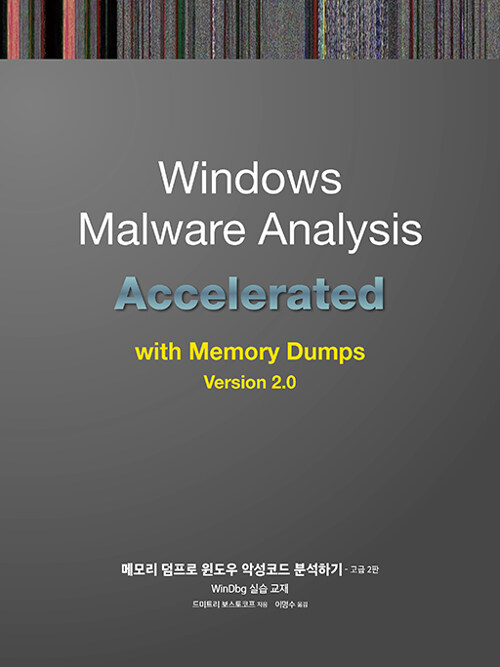 Windows
Malware Analysis
Accelerated
with Memory Dumps
Version 2.0
메모리 덤프로 윈도우 악성코드 분석하기 - 고급 2판
WinDbg 실습 교재
드미트리 보스토코프 지음 이명수 옮김